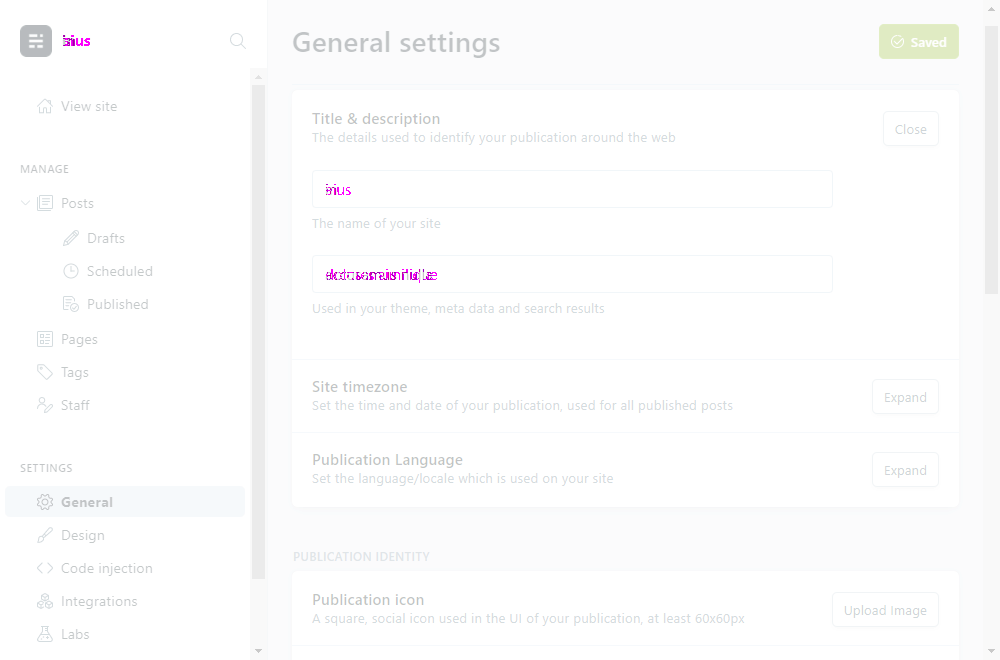 View site
General settings
Saved
Title & description
The details used to identify your publication around the web
Close
The name of your site
Used in your theme, meta data and search results
MANAGE
Posts
Drafts
Scheduled
Published
Pages
Tags
Staff
Site timezone
Set the time and date of your publication, used for all published posts
Expand
Publication Language
Set the language/locale which is used on your site
Expand
SETTINGS
General
Design
Code injection
Integrations
Labs
PUBLICATION IDENTITY
Publication icon
A square, social icon used in the UI of your publication, at least 60x60px
Upload Image